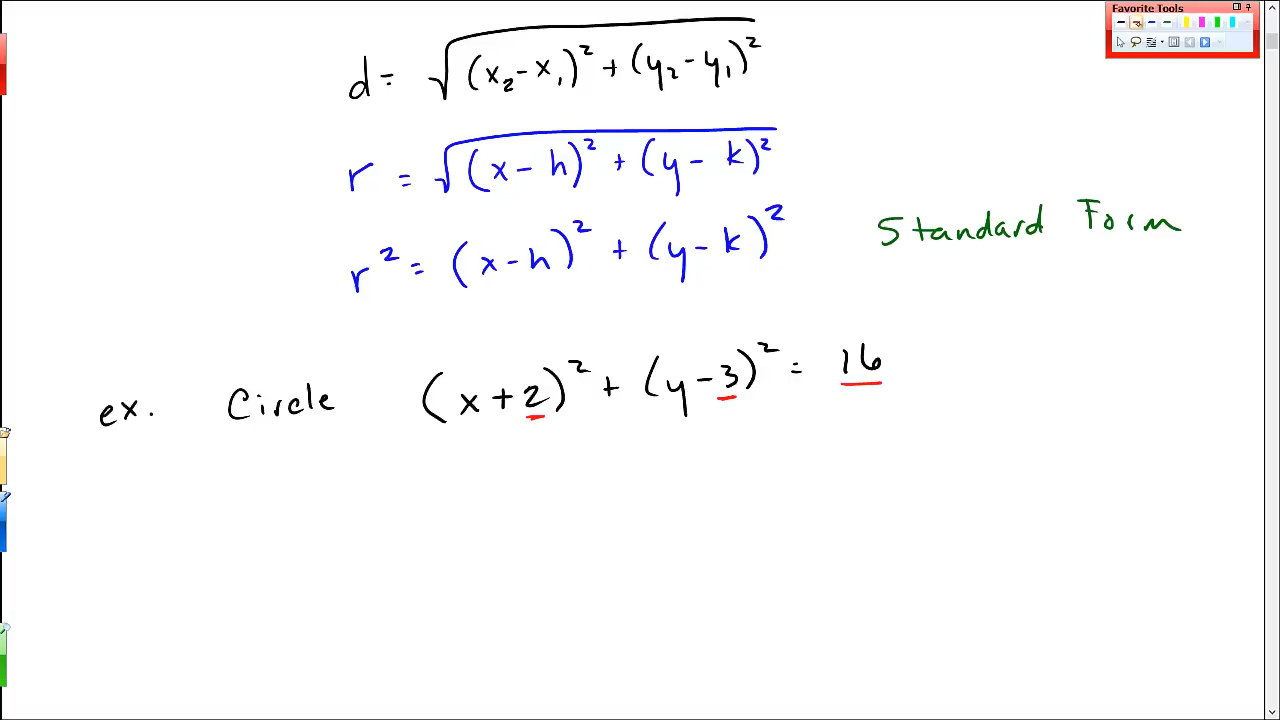 Favorite Tools
d = √(x₂ - x₁)² + (y₂ - y₁)²
r = √(x - h)² + (y - k)²
r² = (x - h)² + (y - k)² Standard Form
ex. Circle (x + 2)² + (y - 3)² = 16